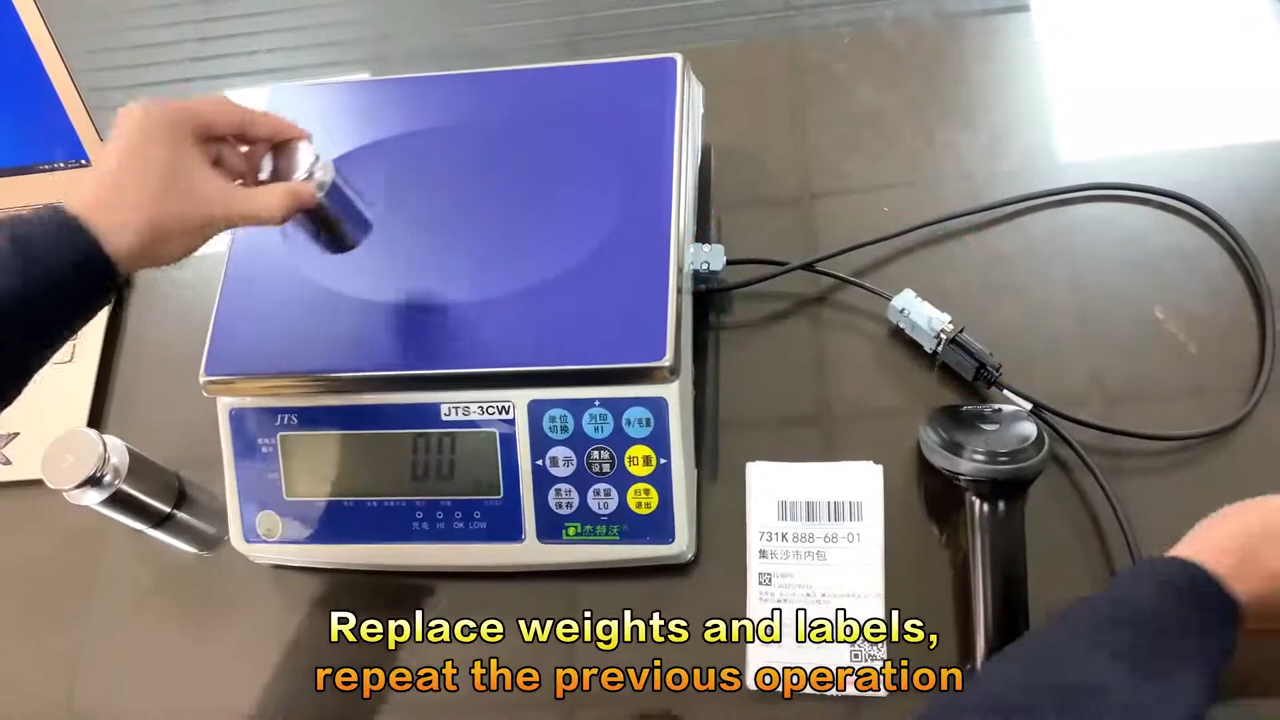 JTS
JTS-3CW
00
充电 HI OK LOW
单位
切换
列印
HI
净/毛重
重示
清除
设置
扣重
累计
保存
保留
LO
归零
退出
杰特沃
731K 888-68-01
集长沙市内包
收
Replace weights and labels,
repeat the previous operation